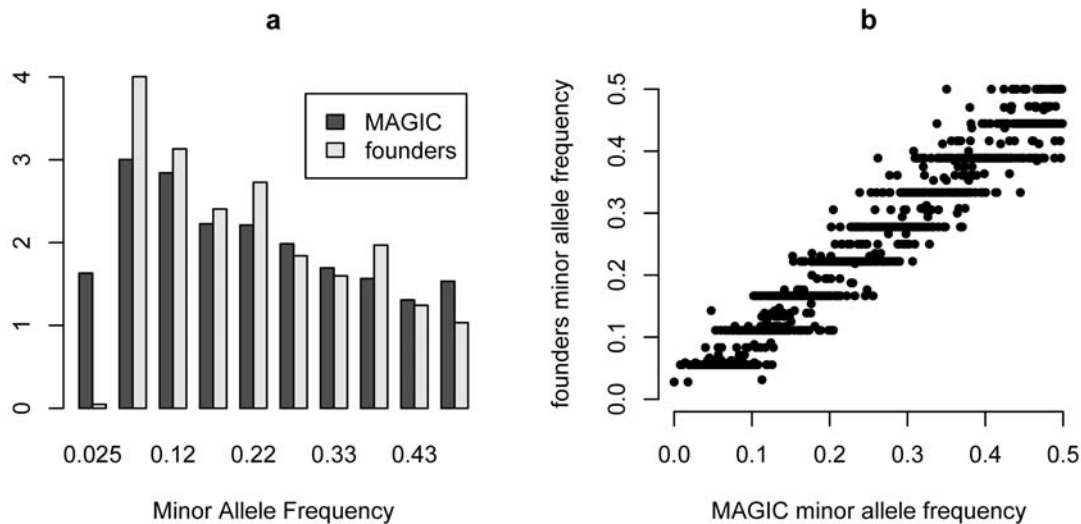 a
4
3
2
1
0
MAGIC
founders
0.025 0.12 0.22 0.33 0.43
Minor Allele Frequency
b
founders minor allele frequency
0.5
0.4
0.3
0.2
0.1
0.0
0.0 0.1 0.2 0.3 0.4 0.5
MAGIC minor allele frequency